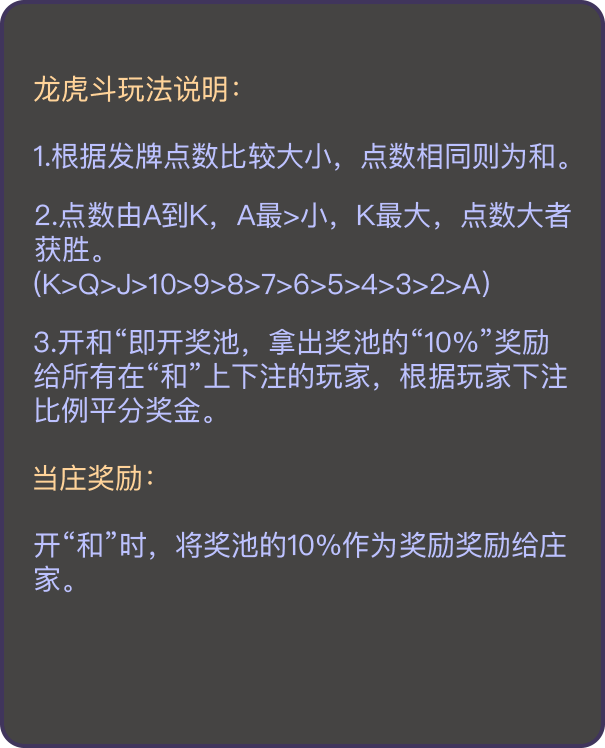 龙虎斗玩法说明：
1.根据发牌点数比较大小，点数相同则为和。
2.点数由A到K，A最>小，K最大，点数大者
获胜。
(K>Q>J>10>9>8>7>6>5>4>3>2>A)
3.开和“即开奖池，拿出奖池的“10%”奖励
给所有在“和”上下注的玩家，根据玩家下注
比例平分奖金。
当庄奖励：
开“和”时，将奖池的10%作为奖励奖励给庄
家。